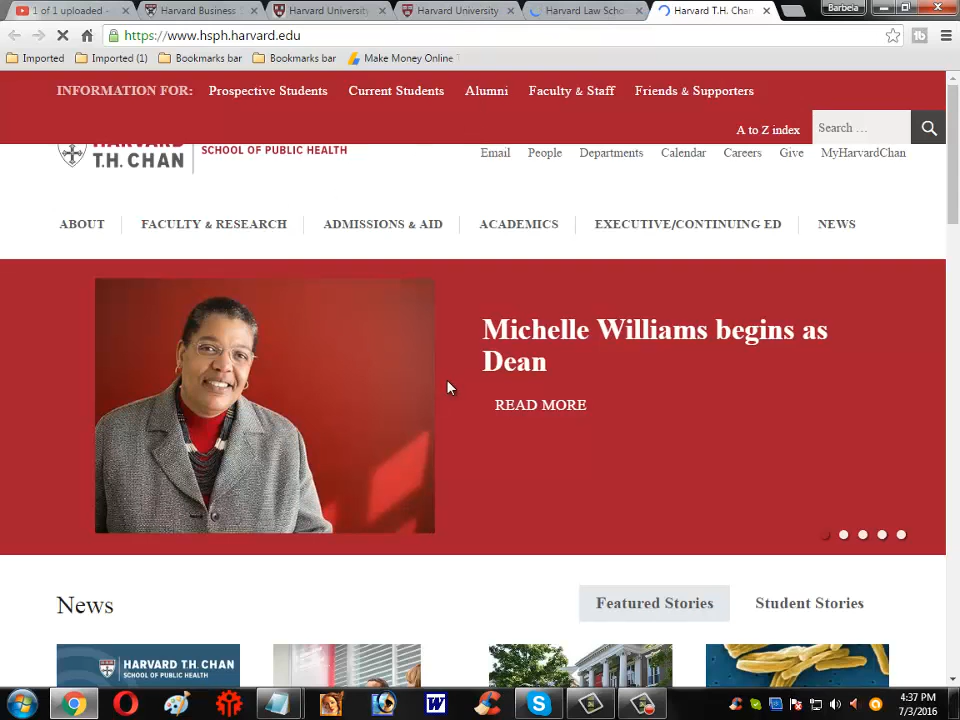 1 of 1 uploaded -
Harvard Business
Harvard University
Harvard University
Harvard Law Scho
Harvard T.H. Chan
Barbela
https://www.hsph.harvard.edu
Imported
Imported (1)
Bookmarks bar
Bookmarks bar
Make Money Online
INFORMATION FOR:
Prospective Students
Current Students
Alumni
Faculty & Staff
Friends & Supporters
A to Z index
Search ...
HARVARD
T.H. CHAN
SCHOOL OF PUBLIC HEALTH
Email
People
Departments
Calendar
Careers
Give
MyHarvardChan
ABOUT
FACULTY & RESEARCH
ADMISSIONS & AID
ACADEMICS
EXECUTIVE/CONTINUING ED
NEWS
Michelle Williams begins as
Dean
READ MORE
News
Featured Stories
Student Stories
HARVARD T.H. CHAN
SCHOOL OF PUBLIC HEALTH
4:37 PM
7/3/2016